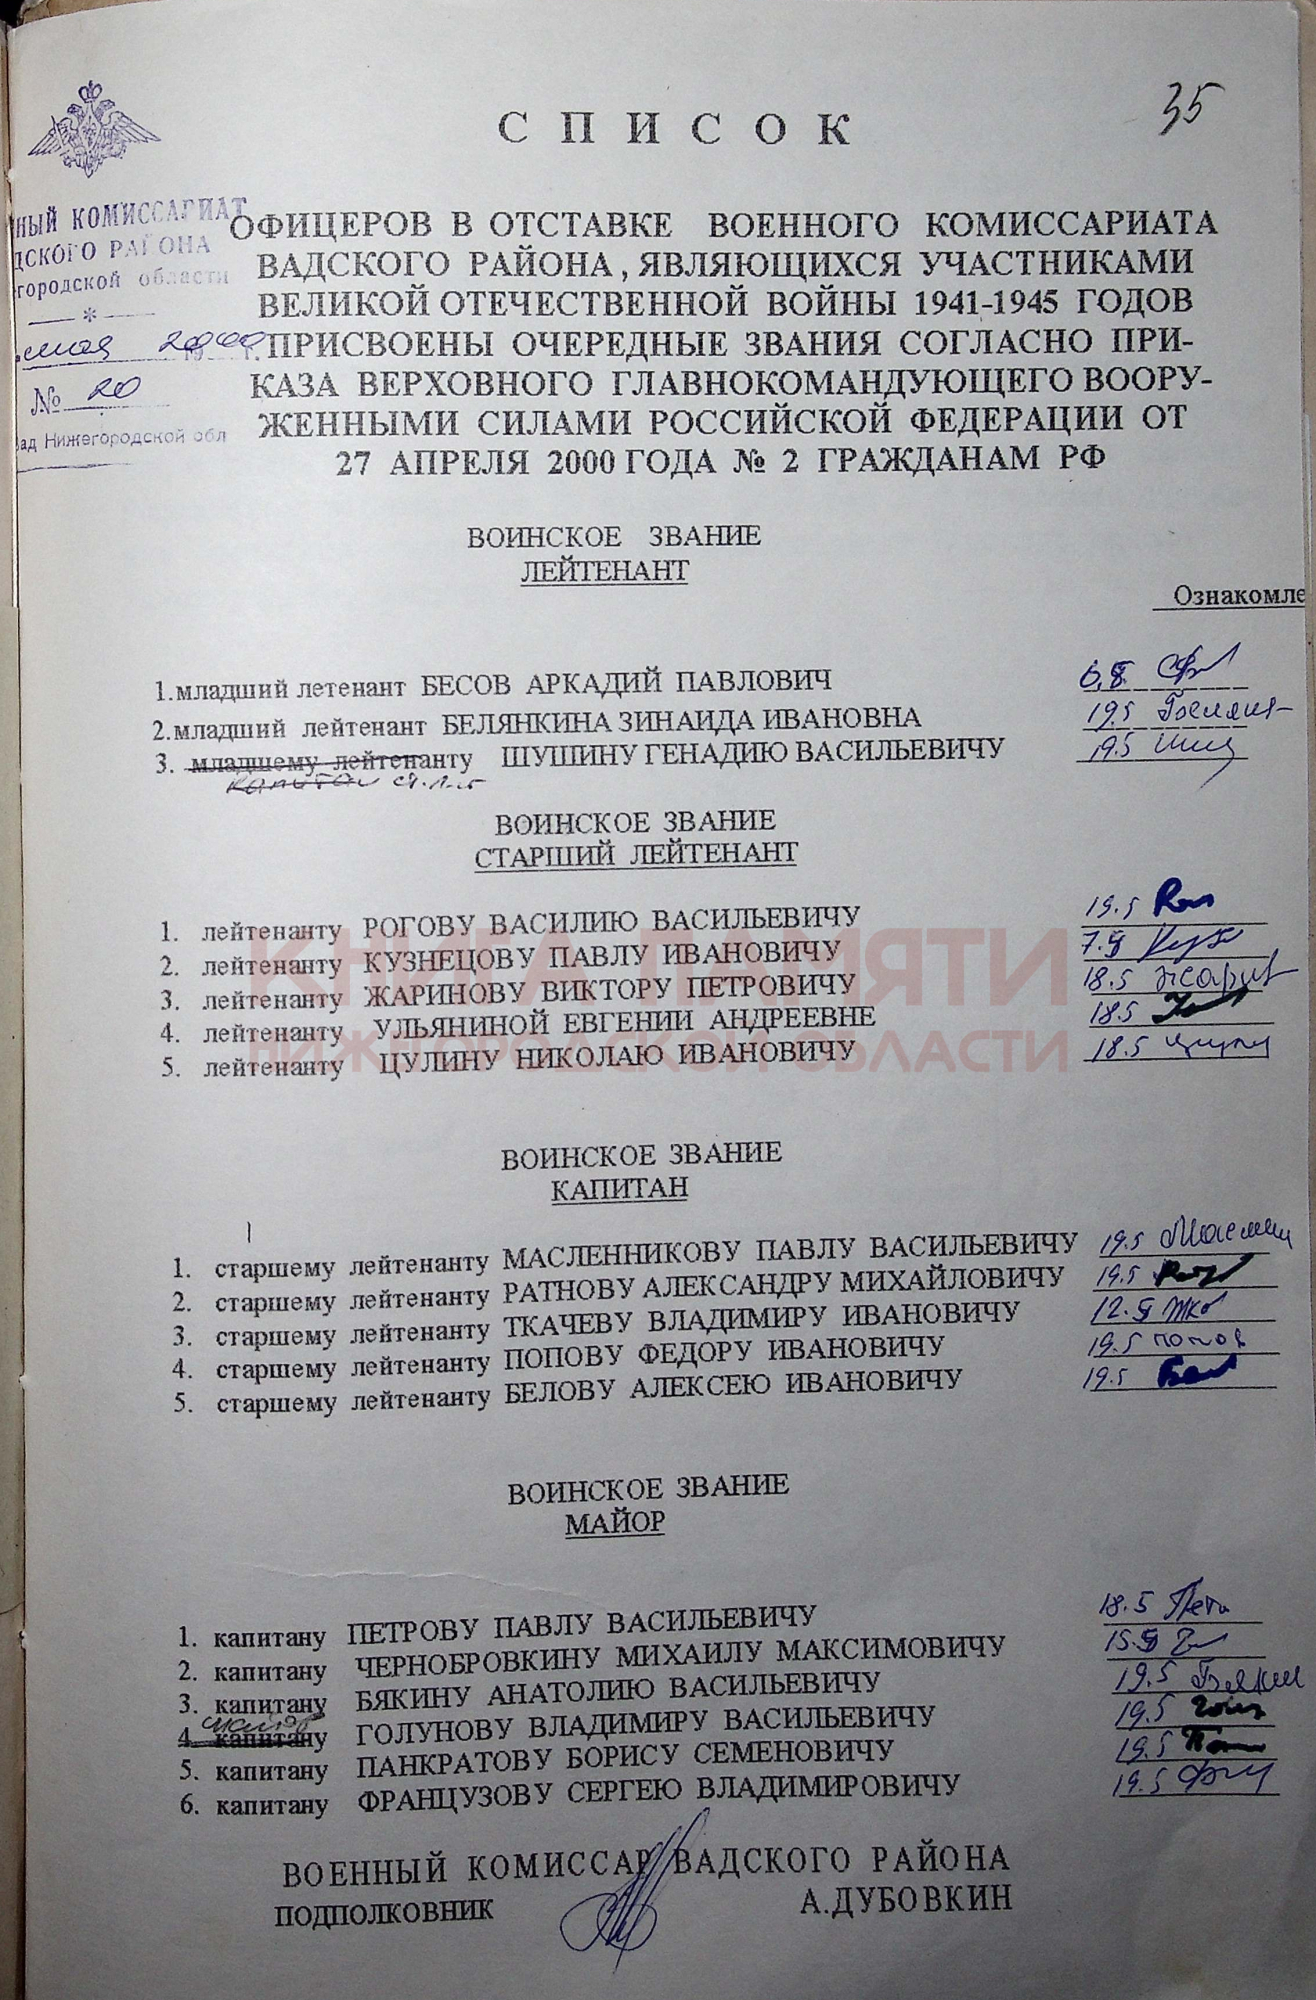 35
С П И С О К
НЫЙ КОМИССАРИАТ
ДСКОГО РАЙОНА
городской области
*
мая 2000 г.
№ 20
ад Нижегородской обл
ОФИЦЕРОВ В ОТСТАВКЕ ВОЕННОГО КОМИССАРИАТА
ВАДСКОГО РАЙОНА, ЯВЛЯЮЩИХСЯ УЧАСТНИКАМИ
ВЕЛИКОЙ ОТЕЧЕСТВЕННОЙ ВОЙНЫ 1941-1945 ГОДОВ
ПРИСВОЕНЫ ОЧЕРЕДНЫЕ ЗВАНИЯ СОГЛАСНО ПРИ-
КАЗА ВЕРХОВНОГО ГЛАВНОКОМАНДУЮЩЕГО ВООРУ-
ЖЕННЫМИ СИЛАМИ РОССИЙСКОЙ ФЕДЕРАЦИИ ОТ
27 АПРЕЛЯ 2000 ГОДА № 2 ГРАЖДАНАМ РФ
ВОИНСКОЕ ЗВАНИЕ
ЛЕЙТЕНАНТ
Ознакомле
1.младший летенант БЕСОВ АРКАДИЙ ПАВЛОВИЧ
2.младший лейтенант БЕЛЯНКИНА ЗИНАИДА ИВАНОВНА 19.5
3. младшему лейтенанту ШУШИНУ ГЕНАДИЮ ВАСИЛЬЕВИЧУ 19.5
капитан
ВОИНСКОЕ ЗВАНИЕ
СТАРШИЙ ЛЕЙТЕНАНТ
1. лейтенанту РОГОВУ ВАСИЛИЮ ВАСИЛЬЕВИЧУ 19.5
2. лейтенанту КУЗНЕЦОВУ ПАВЛУ ИВАНОВИЧУ 7.5
3. лейтенанту ЖАРИНОВУ ВИКТОРУ ПЕТРОВИЧУ 18.5
4. лейтенанту УЛЬЯНИНОЙ ЕВГЕНИИ АНДРЕЕВНЕ 18.5
5. лейтенанту ЦУЛИНУ НИКОЛАЮ ИВАНОВИЧУ 18.5
КНИГА ПАМЯТИ
НИЖЕГОРОДСКОЙ ОБЛАСТИ
ВОИНСКОЕ ЗВАНИЕ
КАПИТАН
1. старшему лейтенанту МАСЛЕННИКОВУ ПАВЛУ ВАСИЛЬЕВИЧУ 19.5
2. старшему лейтенанту РАТНОВУ АЛЕКСАНДРУ МИХАЙЛОВИЧУ 19.5
3. старшему лейтенанту ТКАЧЕВУ ВЛАДИМИРУ ИВАНОВИЧУ 12.5
4. старшему лейтенанту ПОПОВУ ФЕДОРУ ИВАНОВИЧУ 19.5 попов
5. старшему лейтенанту БЕЛОВУ АЛЕКСЕЮ ИВАНОВИЧУ 19.5
ВОИНСКОЕ ЗВАНИЕ
МАЙОР
1. капитану ПЕТРОВУ ПАВЛУ ВАСИЛЬЕВИЧУ 18.5
2. капитану ЧЕРНОБРОВКИНУ МИХАИЛУ МАКСИМОВИЧУ 15.5
3. капитану БЯКИНУ АНАТОЛИЮ ВАСИЛЬЕВИЧУ 19.5 Бякин
майор
4. капитану ГОЛУНОВУ ВЛАДИМИРУ ВАСИЛЬЕВИЧУ 19.5
5. капитану ПАНКРАТОВУ БОРИСУ СЕМЕНОВИЧУ 19.5
6. капитану ФРАНЦУЗОВУ СЕРГЕЮ ВЛАДИМИРОВИЧУ 19.5
ВОЕННЫЙ КОМИССАР ВАДСКОГО РАЙОНА
ПОДПОЛКОВНИК А.ДУБОВКИН